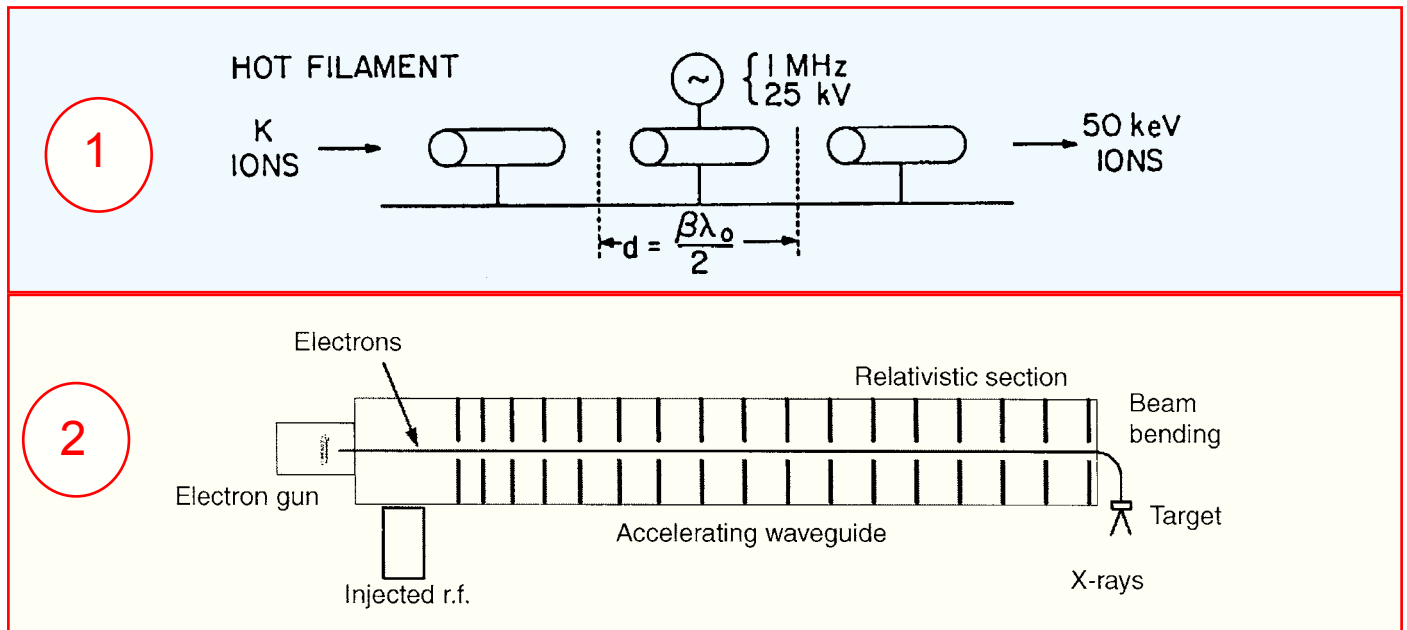 1
HOT FILAMENT
K
IONS
~
{1 MHz
25 kV
50 keV
IONS
d = βλ₀
2
2
Electrons
Relativistic section
Beam
bending
Electron gun
Accelerating waveguide
Target
Injected r.f.
X-rays